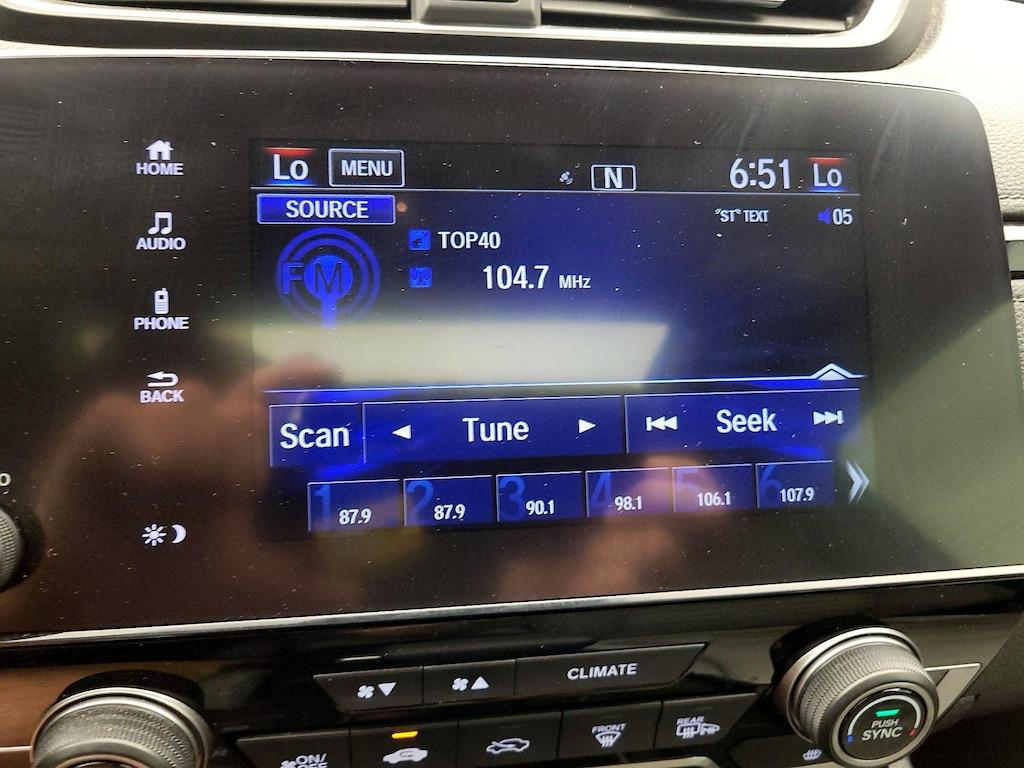 HOME
AUDIO
PHONE
BACK
Lo MENU N 6:51 Lo
SOURCE "ST" TEXT 05
FM TOP40
104.7 MHz
Scan Tune Seek
1 87.9 2 87.9 3 90.1 4 98.1 5 106.1 6 107.9
CLIMATE
ON/
FRONT
REAR
PUSH
SYNC